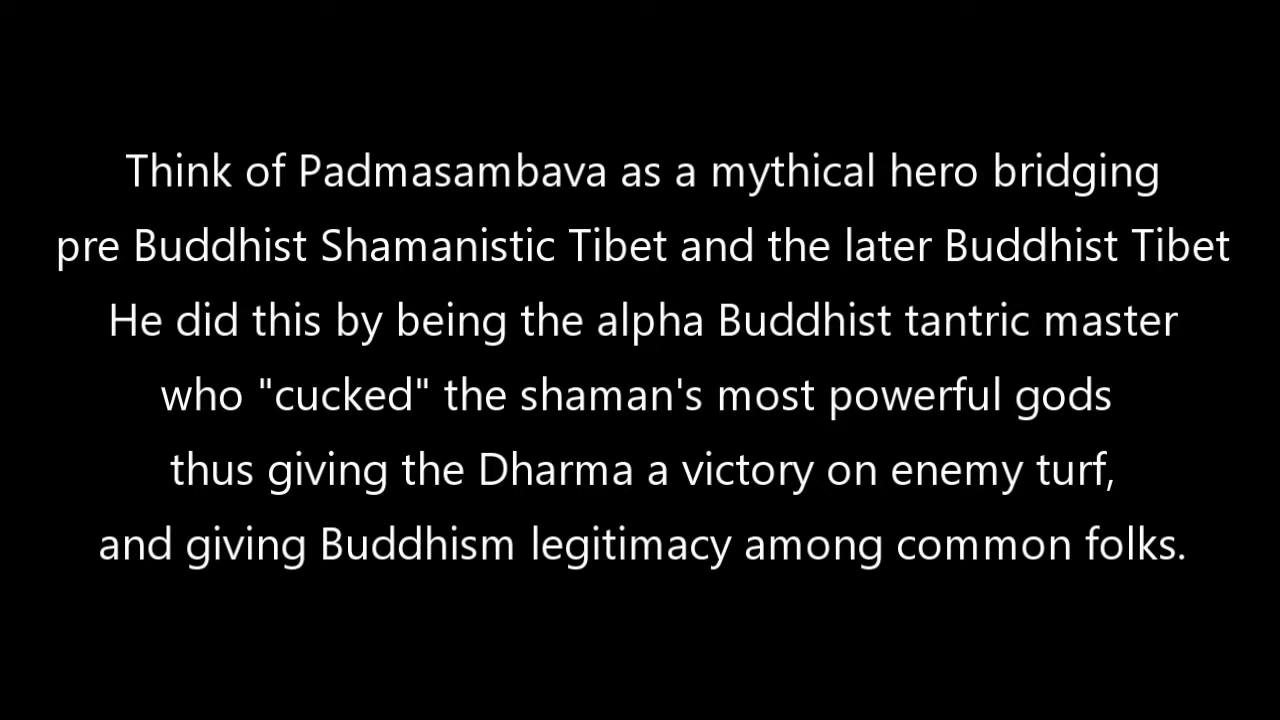 Think of Padmasambava as a mythical hero bridging
pre Buddhist Shamanistic Tibet and the later Buddhist Tibet
He did this by being the alpha Buddhist tantric master
who "cucked" the shaman's most powerful gods
thus giving the Dharma a victory on enemy turf,
and giving Buddhism legitimacy among common folks.